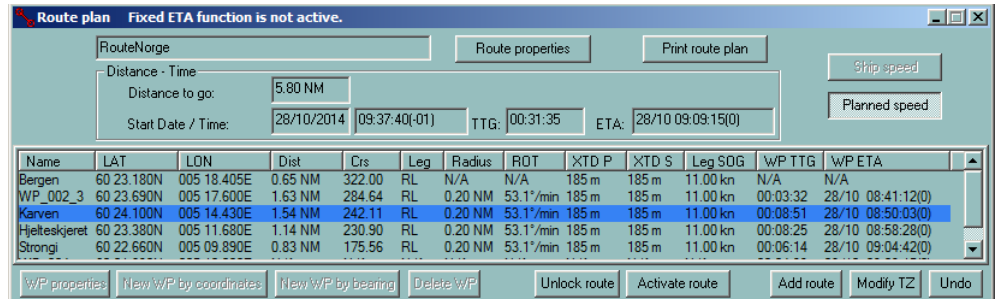 Route plan Fixed ETA function is not active.
RouteNorge Route properties Print route plan
Distance - Time
Ship speed
Distance to go: 5.80 NM
Planned speed
Start Date / Time: 28/10/2014 09:37:40(-01) TTG: 00:31:35 ETA: 28/10 09:09:15(0)
Name LAT LON Dist Crs Leg Radius ROT XTD P XTD S Leg SOG WP TTG WP ETA
Bergen 60 23.180N 005 18.405E 0.65 NM 322.00 RL N/A N/A 185 m 185 m 11.00 kn N/A N/A
WP_002_3 60 23.690N 005 17.600E 1.63 NM 284.64 RL 0.20 NM 53.1°/min 185 m 185 m 11.00 kn 00:03:32 28/10 08:41:12(0)
Karven 60 24.100N 005 14.430E 1.54 NM 242.11 RL 0.20 NM 53.1°/min 185 m 185 m 11.00 kn 00:08:51 28/10 08:50:03(0)
Hjelteskjeret 60 23.380N 005 11.680E 1.14 NM 230.90 RL 0.20 NM 53.1°/min 185 m 185 m 11.00 kn 00:08:25 28/10 08:58:28(0)
Strongi 60 22.660N 005 09.890E 0.83 NM 175.56 RL 0.20 NM 53.1°/min 185 m 185 m 11.00 kn 00:06:14 28/10 09:04:42(0)
WP properties New WP by coordinates New WP by bearing Delete WP Unlock route Activate route Add route Modify TZ Undo